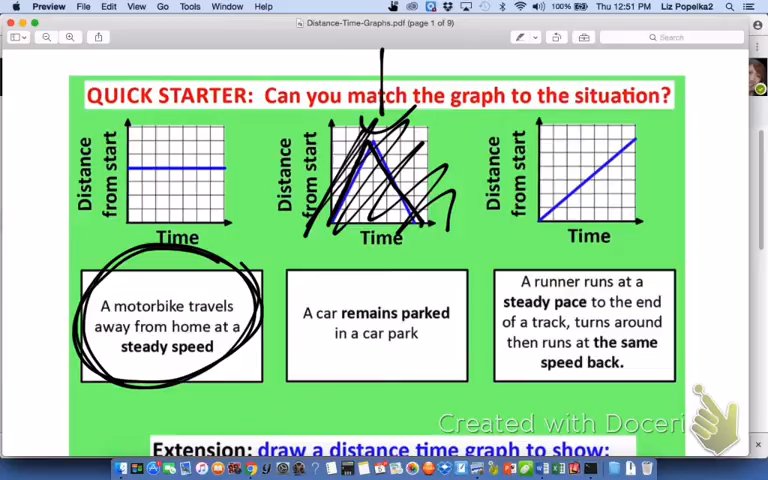 Preview File Edit View Go Tools Window Help
100% Thu 12:51 PM Liz Popeika2
Distance-Time-Graphs.pdf (page 1 of 9)
Search
QUICK STARTER: Can you match the graph to the situation?
Distance
from start
Time
Distance
from start
Time
Distance
from start
Time
A motorbike travels
away from home at a
steady speed
A car remains parked
in a car park
A runner runs at a
steady pace to the end
of a track, turns around
then runs at the same
speed back.
Created with Doceri
Extension: draw a distance time graph to show: